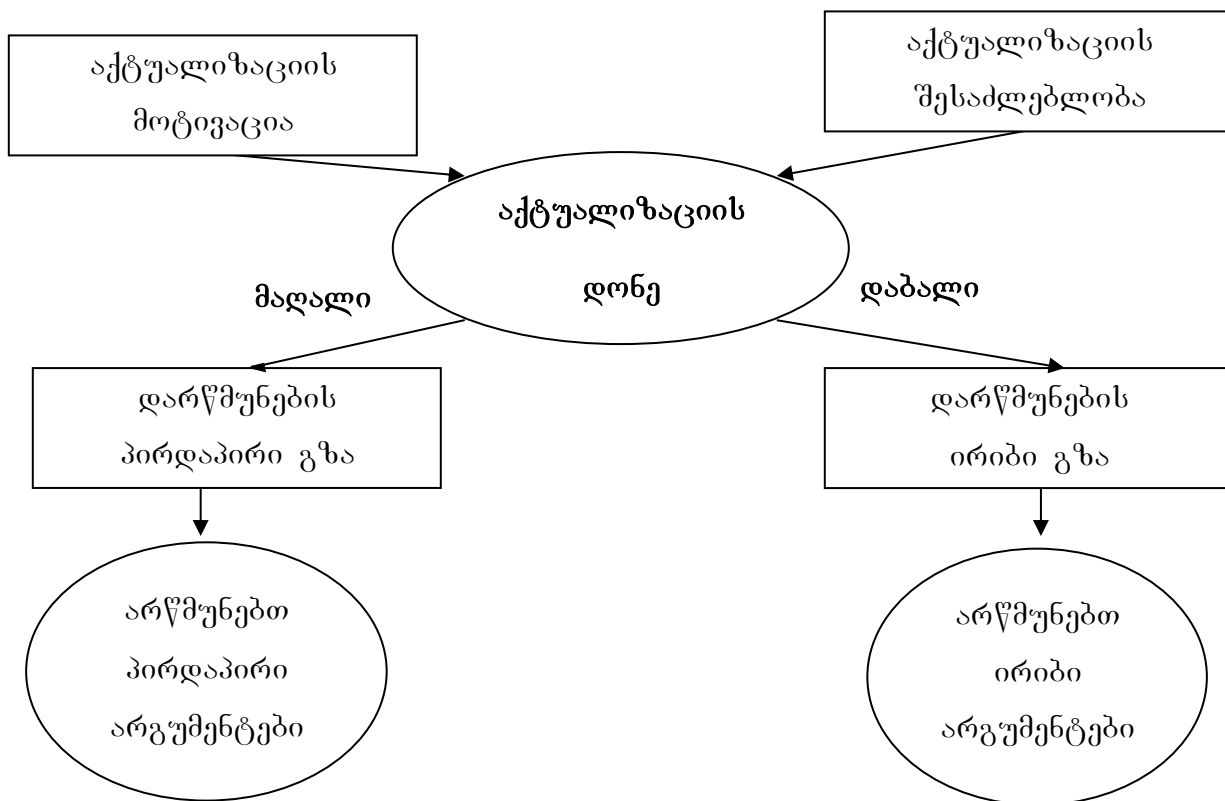 აქტუალიზაციის
მოტივაცია
აქტუალიზაციის
შესაძლებლობა
აქტუალიზაციის
დონე
მაღალი
დაბალი
დარწმუნების
პირდაპირი გზა
დარწმუნების
ირიბი გზა
არწმუნებთ
პირდაპირი
არგუმენტები
არწმუნებთ
ირიბი
არგუმენტები